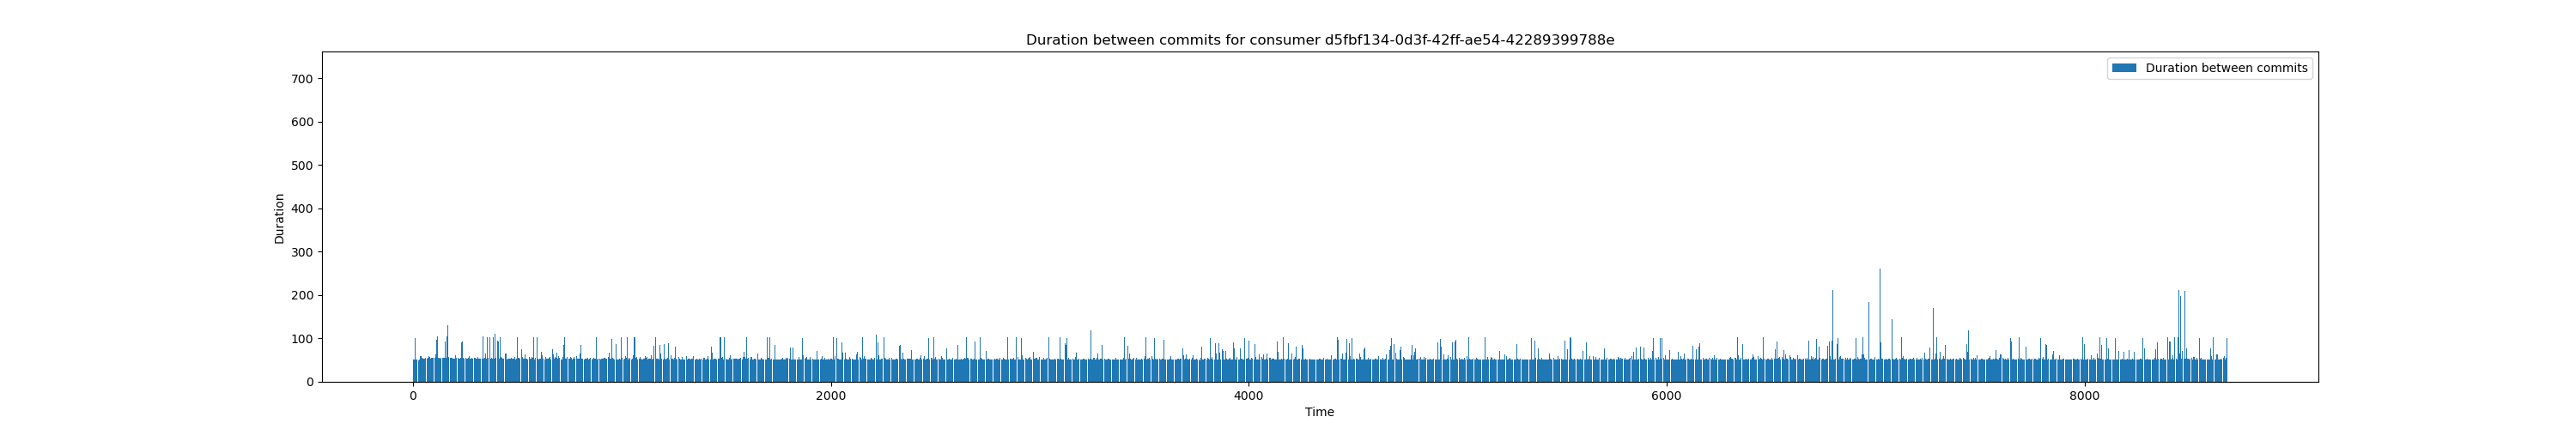 Duration between commits for consumer d5fbf134-0d3f-42ff-ae54-42289399788e
Duration between commits
700
600
500
400
300
200
100
0
Duration
0 2000 4000 6000 8000
Time